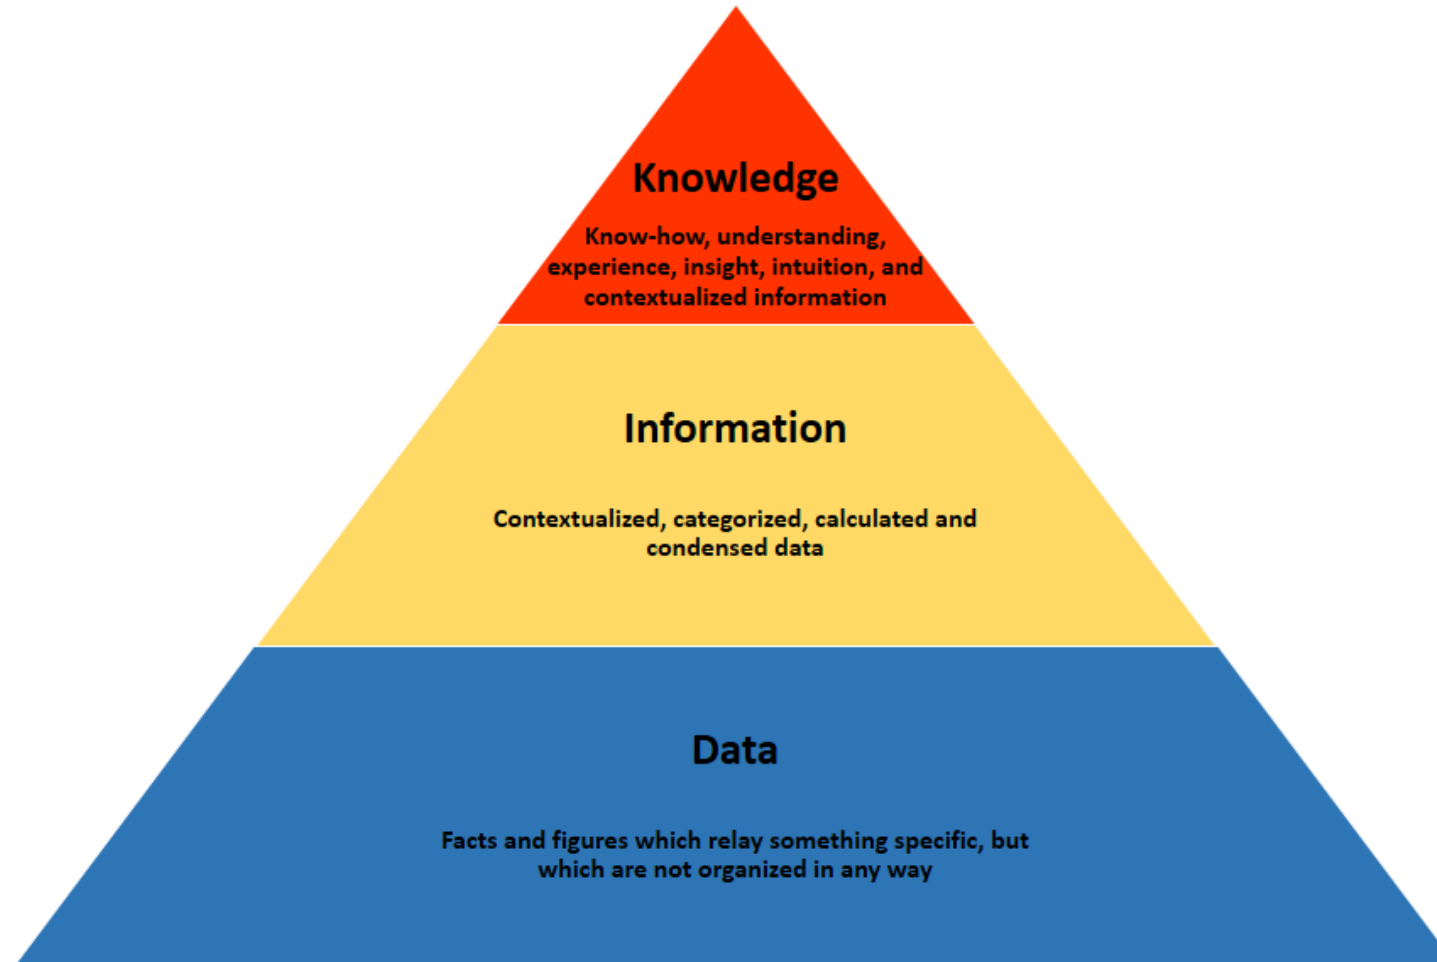 Knowledge
Know-how, understanding,
experience, insight, intuition, and
contextualized information
Information
Contextualized, categorized, calculated and
condensed data
Data
Facts and figures which relay something specific, but
which are not organized in any way